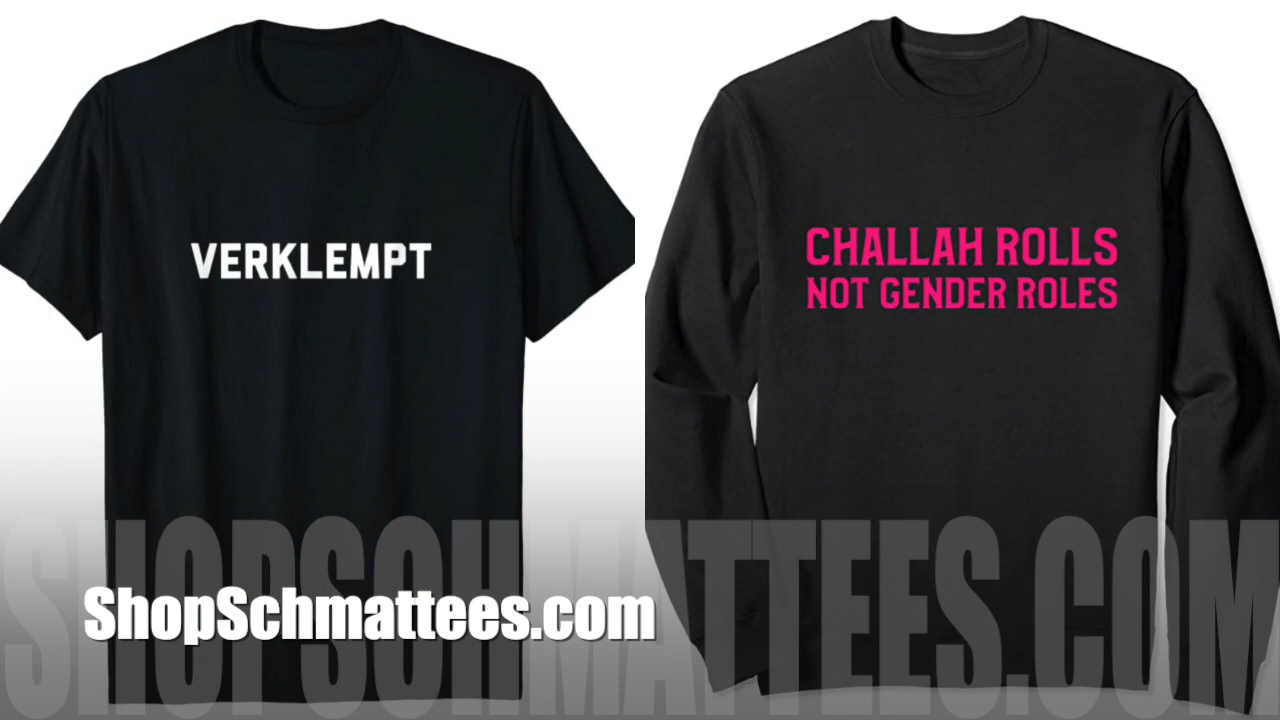 VERKLEMPT
CHALLAH ROLLS
NOT GENDER ROLES
SHOPSCHMATTEES.COM
ShopSchmattees.com